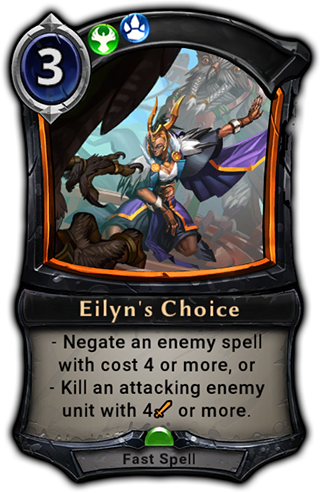 3
Eilyn's Choice
- Negate an enemy spell
with cost 4 or more, or
- Kill an attacking enemy
unit with 4 or more.
Fast Spell